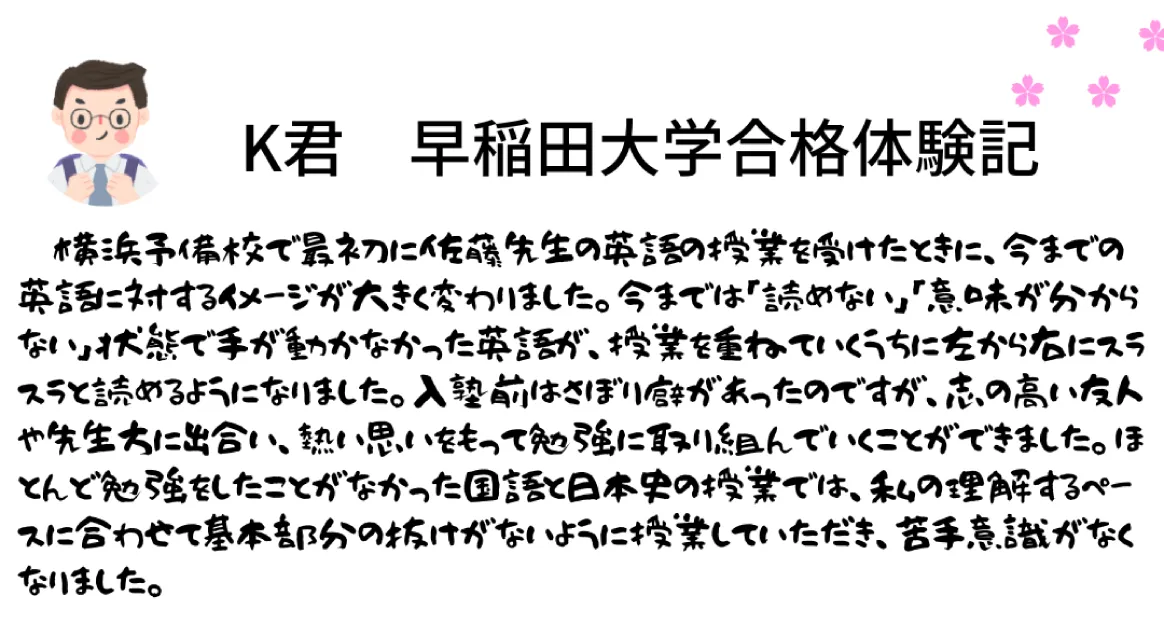 K君　早稲田大学合格体験記
横浜予備校で最初に佐藤先生の英語の授業を受けたときに、今までの
英語に対するイメージが大きく変わりました。今までは「読めない」「意味が分から
ない」状態で手が動かなかった英語が、授業を重ねていくうちに左から右にスラ
スラと読めるようになりました。入塾前はさぼり癖があったのですが、志の高い友人
や先生方に出合い、熱い思いをもって勉強に取り組んでいくことができました。ほ
とんど勉強をしたことがなかった国語と日本史の授業では、私の理解するペー
スに合わせて基本部分の抜けがないように授業していただき、苦手意識がなく
なりました。